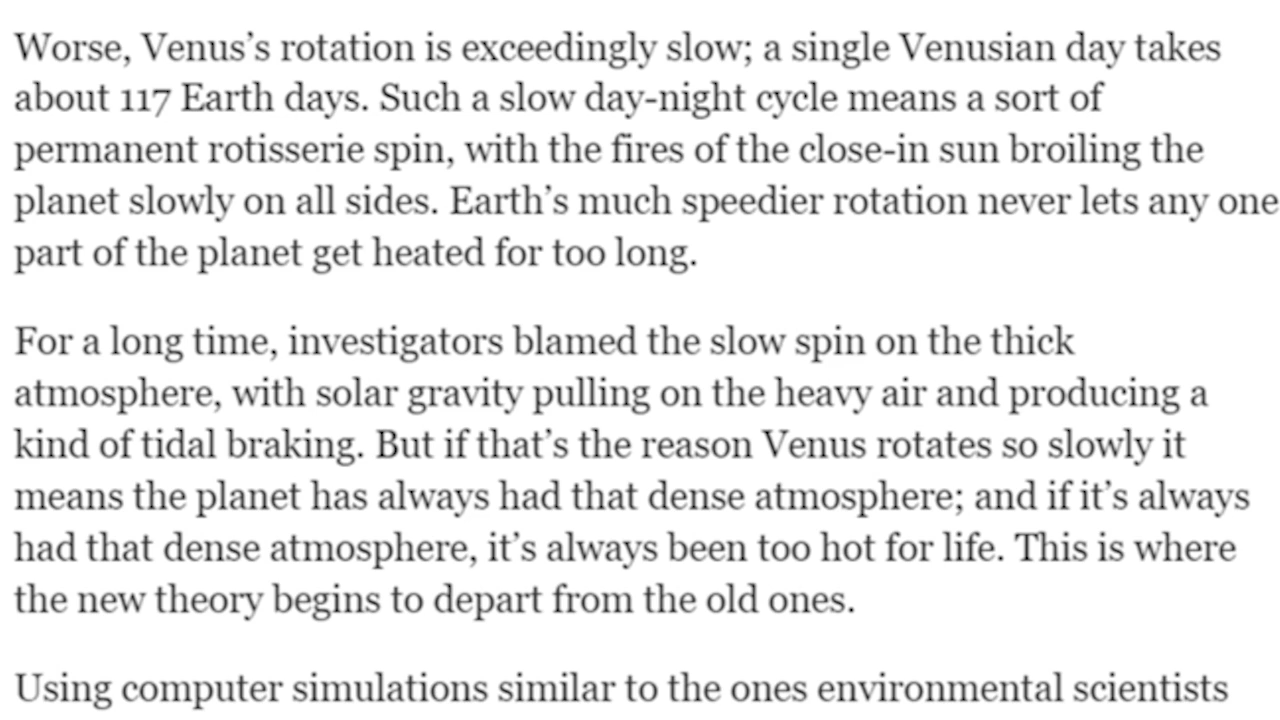 Worse, Venus’s rotation is exceedingly slow; a single Venusian day takes
about 117 Earth days. Such a slow day-night cycle means a sort of
permanent rotisserie spin, with the fires of the close-in sun broiling the
planet slowly on all sides. Earth’s much speedier rotation never lets any one
part of the planet get heated for too long.
For a long time, investigators blamed the slow spin on the thick
atmosphere, with solar gravity pulling on the heavy air and producing a
kind of tidal braking. But if that’s the reason Venus rotates so slowly it
means the planet has always had that dense atmosphere; and if it’s always
had that dense atmosphere, it’s always been too hot for life. This is where
the new theory begins to depart from the old ones.
Using computer simulations similar to the ones environmental scientists